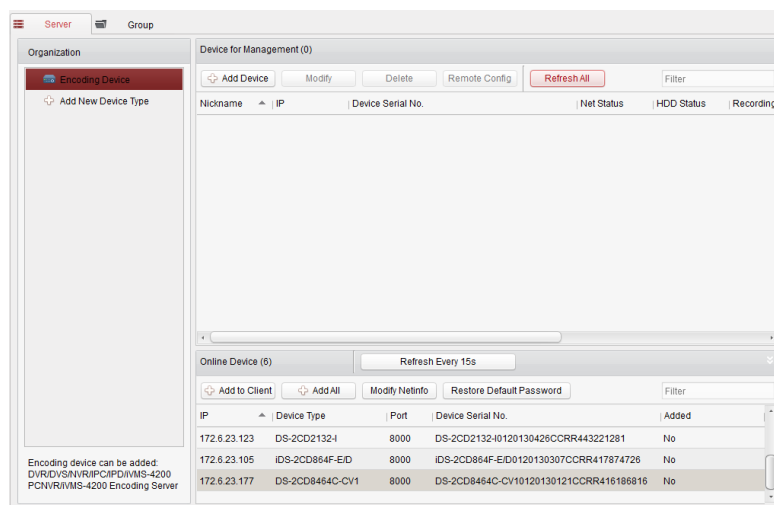 Server Group
Organization
Encoding Device
Add New Device Type
Encoding device can be added:
DVR/DVS/NVR/IPC/IPD/iVMS-4200
PCNVR/iVMS-4200 Encoding Server
Device for Management (0)
Add Device Modify Delete Remote Config Refresh All Filter
Nickname IP Device Serial No. Net Status HDD Status Recording
Online Device (6) Refresh Every 15s
Add to Client Add All Modify Netinfo Restore Default Password Filter
IP Device Type Port Device Serial No. Added
172.6.23.123 DS-2CD2132-I 8000 DS-2CD2132-I0120130426CCRR443221281 No
172.6.23.105 iDS-2CD864F-E/D 8000 iDS-2CD864F-E/D0120130307CCRR417874726 No
172.6.23.177 DS-2CD8464C-CV1 8000 DS-2CD8464C-CV10120130121CCRR416186816 No